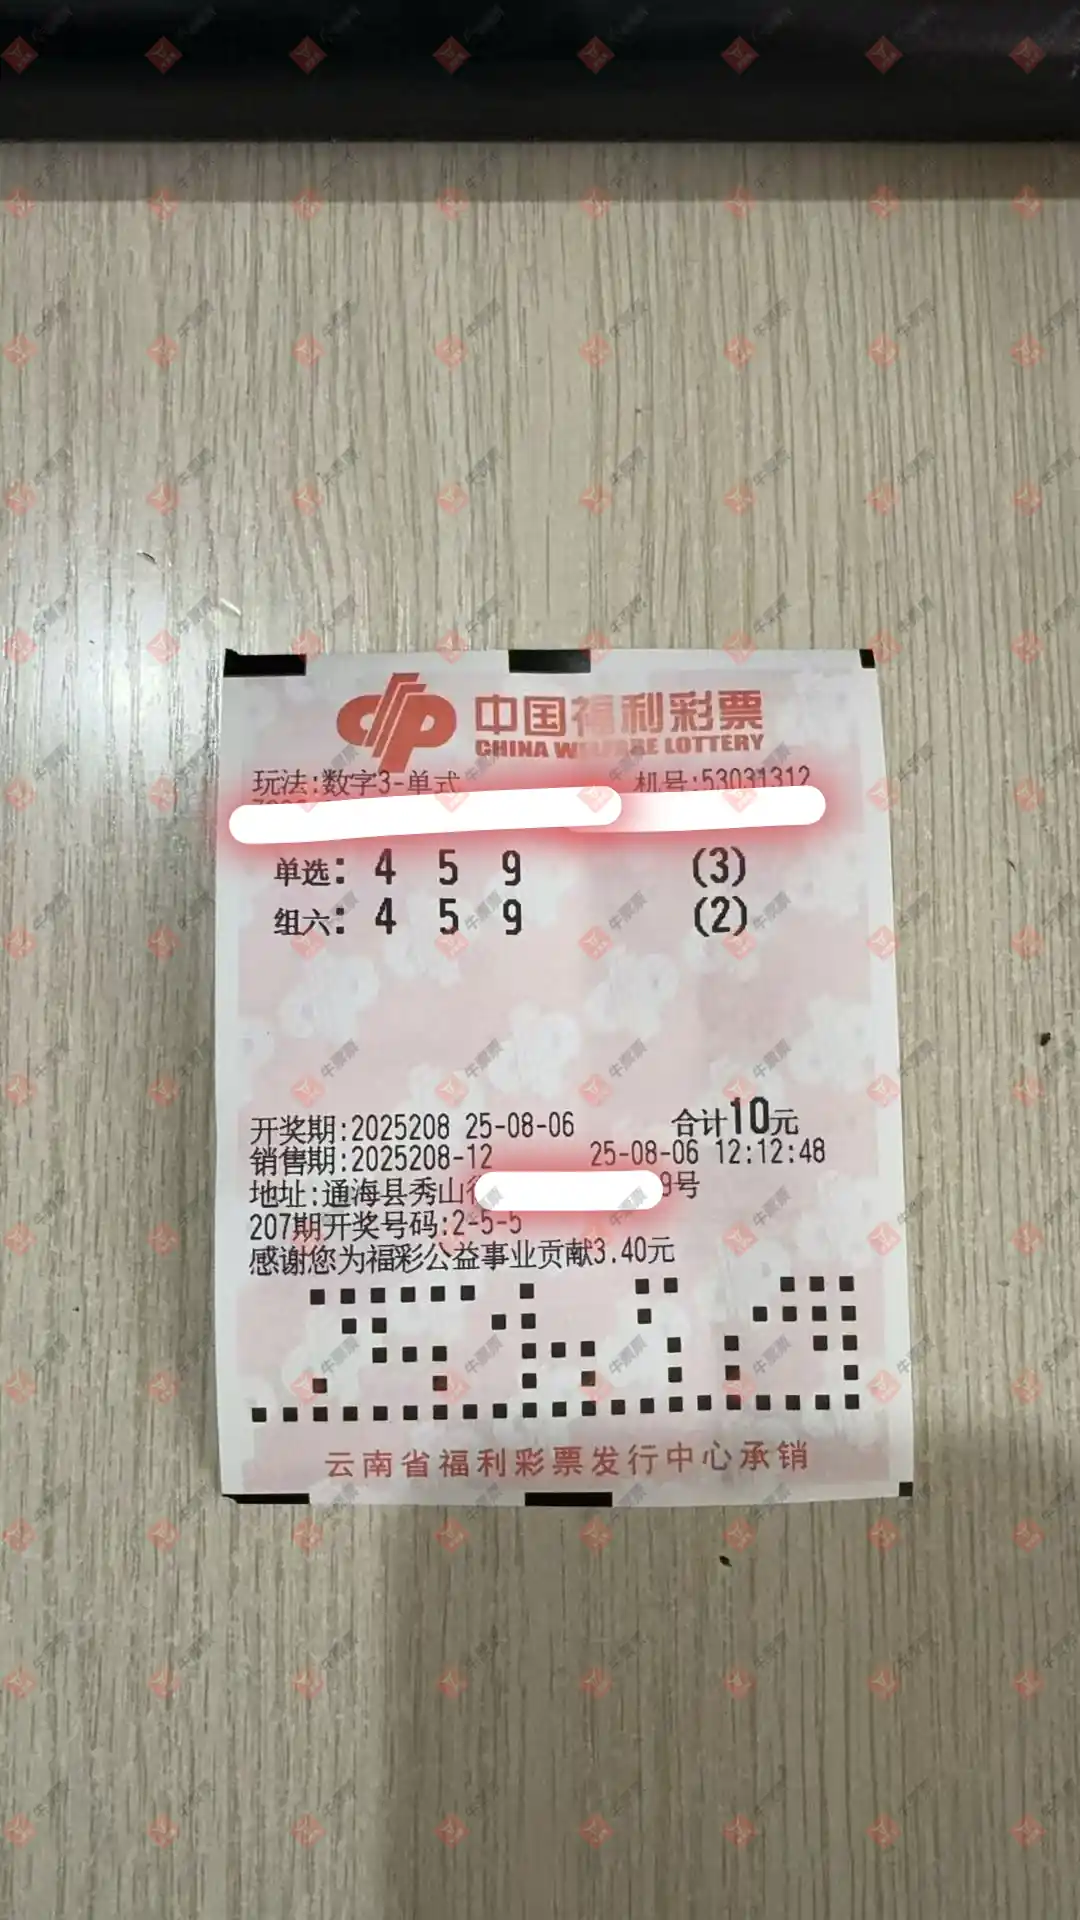 中国福利彩票
CHINA WELFARE LOTTERY
玩法:数字3-单式 机号:53031312
单选: 4 5 9 (3)
组六: 4 5 9 (2)
开奖期:2025208 25-08-06 合计10元
销售期:2025208-12 25-08-06 12:12:48
地址:通海县秀山 9号
207期开奖号码:2-5-5
感谢您为福彩公益事业贡献3.40元
云南省福利彩票发行中心承销
牛票票